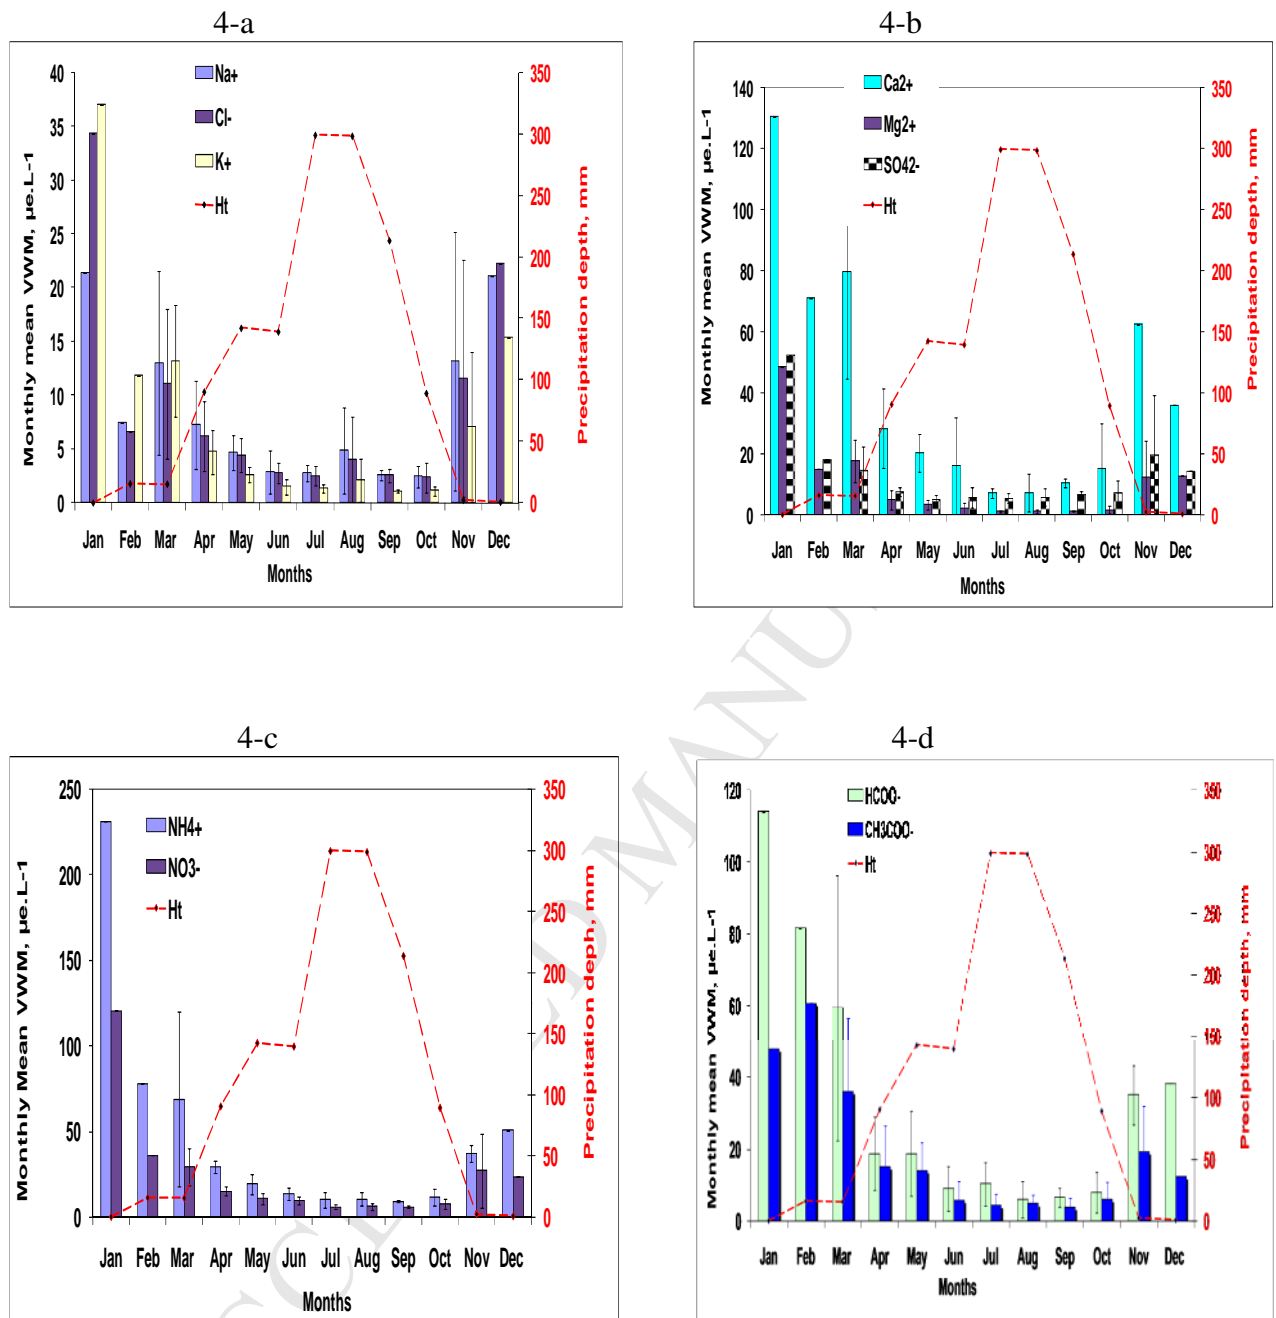 4-a
Na+
Cl-
K+
Ht
Monthly mean VWM, µe.L-1
40
35
30
25
20
15
10
5
0
350
300
250
200
150
100
50
0
Precipitation depth, mm
Jan Feb Mar Apr May Jun Jul Aug Sep Oct Nov Dec
Months
4-b
Ca2+
Mg2+
SO42-
Ht
Monthly mean VWM, µe.L-1
140
120
100
80
60
40
20
0
350
300
250
200
150
100
50
0
Precipitation depth, mm
Jan Feb Mar Apr May Jun Jul Aug Sep Oct Nov Dec
Months
4-c
NH4+
NO3-
Ht
Monthly Mean VWM, µe.L-1
250
200
150
100
50
0
350
300
250
200
150
100
50
0
Precipitation deph, mm
Jan Feb Mar Apr May Jun Jul Aug Sep Oct Nov Dec
Months
4-d
HCOO-
CH3COO-
Ht
Monthly mean VWM, µe.L-1
120
100
80
60
40
20
0
350
300
250
200
150
100
50
0
Precipitation depth, mm
Jan Feb Mar Apr May Jun Jul Aug Sep Oct Nov Dec
Months